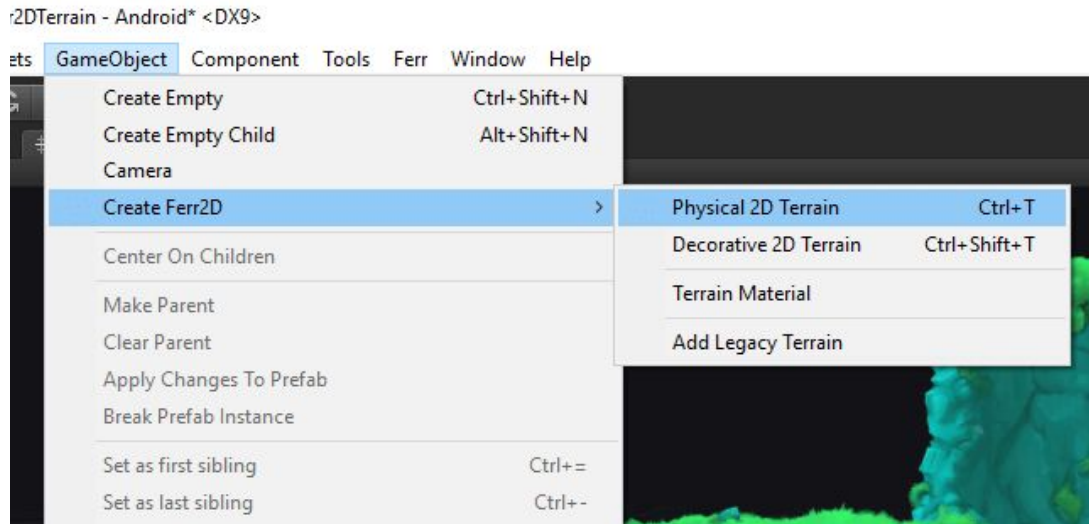 r2DTerrain - Android* <DX9>
ets GameObject Component Tools Ferr Window Help
Create Empty Ctrl+Shift+N
Create Empty Child Alt+Shift+N
Camera
Create Ferr2D >
Physical 2D Terrain Ctrl+T
Decorative 2D Terrain Ctrl+Shift+T
Terrain Material
Add Legacy Terrain
Center On Children
Make Parent
Clear Parent
Apply Changes To Prefab
Break Prefab Instance
Set as first sibling Ctrl+=
Set as last sibling Ctrl+-